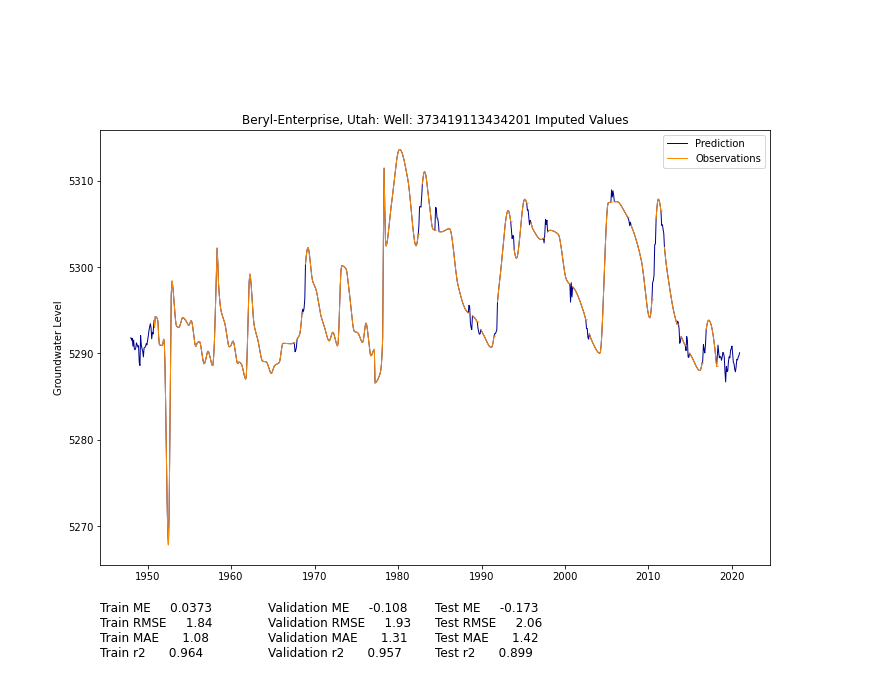 Beryl-Enterprise, Utah: Well: 373419113434201 Imputed Values
Prediction
Observations
5310
5300
5290
5280
5270
Groundwater Level
1950 1960 1970 1980 1990 2000 2010 2020
Train ME 0.0373 Validation ME -0.108 Test ME -0.173
Train RMSE 1.84 Validation RMSE 1.93 Test RMSE 2.06
Train MAE 1.08 Validation MAE 1.31 Test MAE 1.42
Train r2 0.964 Validation r2 0.957 Test r2 0.899